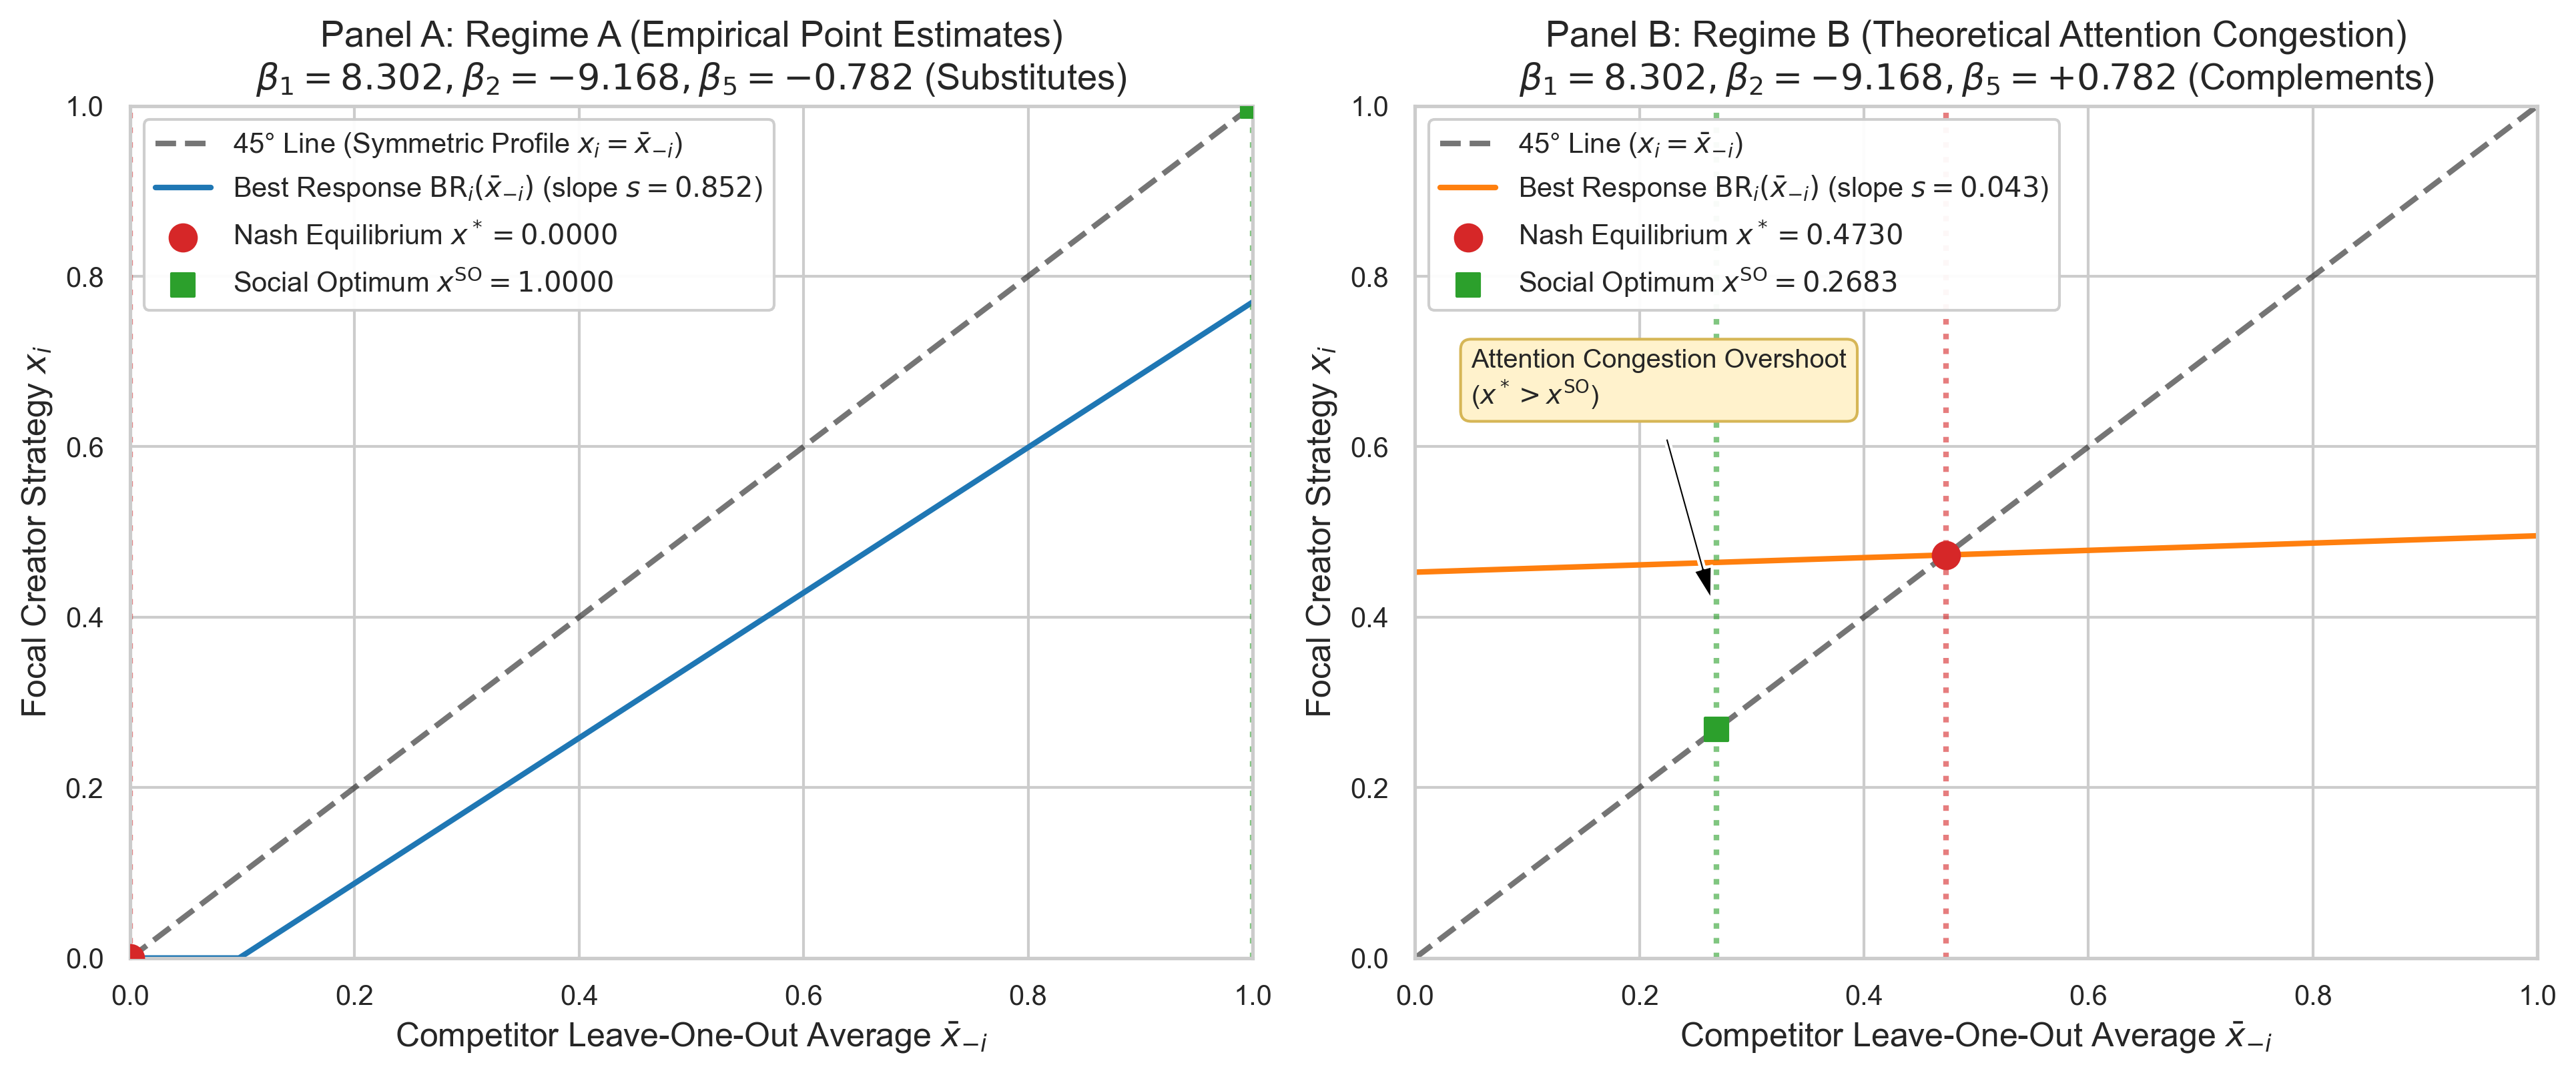 Panel A: Regime A (Empirical Point Estimates)
β₁ = 8.302, β₂ = −9.168, β₅ = −0.782 (Substitutes)
1.0
0.8
0.6
0.4
0.2
0.0
Focal Creator Strategy xᵢ
45° Line (Symmetric Profile xᵢ = x̄₋ᵢ)
Best Response BRᵢ(x̄₋ᵢ) (slope s = 0.852)
Nash Equilibrium x* = 0.0000
Social Optimum xˢᴼ = 1.0000
0.0 0.2 0.4 0.6 0.8 1.0
Competitor Leave-One-Out Average x̄₋ᵢ
Panel B: Regime B (Theoretical Attention Congestion)
β₁ = 8.302, β₂ = −9.168, β₅ = +0.782 (Complements)
1.0
0.8
0.6
0.4
0.2
0.0
Focal Creator Strategy xᵢ
45° Line (xᵢ = x̄₋ᵢ)
Best Response BRᵢ(x̄₋ᵢ) (slope s = 0.043)
Nash Equilibrium x* = 0.4730
Social Optimum xˢᴼ = 0.2683
Attention Congestion Overshoot
(x* > xˢᴼ)
0.0 0.2 0.4 0.6 0.8 1.0
Competitor Leave-One-Out Average x̄₋ᵢ